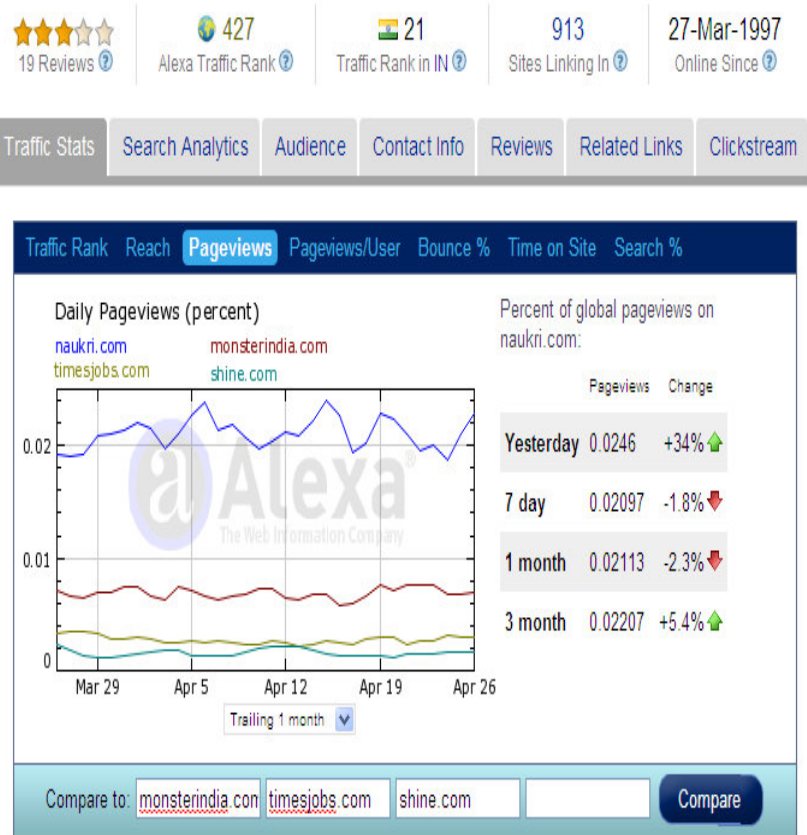 427 21 913 27-Mar-1997
19 Reviews Alexa Traffic Rank Traffic Rank in IN Sites Linking In Online Since
Traffic Stats Search Analytics Audience Contact Info Reviews Related Links Clickstream
Traffic Rank Reach Pageviews Pageviews/User Bounce % Time on Site Search %
Daily Pageviews (percent)
naukri.com monsterindia.com
timesjobs.com shine.com
0.02
0.01
0
Alexa
The Web Information Company
Mar 29 Apr 5 Apr 12 Apr 19 Apr 26
Trailing 1 month
Percent of global pageviews on
naukri.com:
Pageviews Change
Yesterday 0.0246 +34%
7 day 0.02097 -1.8%
1 month 0.02113 -2.3%
3 month 0.02207 +5.4%
Compare to: monsterindia.con timesjobs.com shine.com Compare